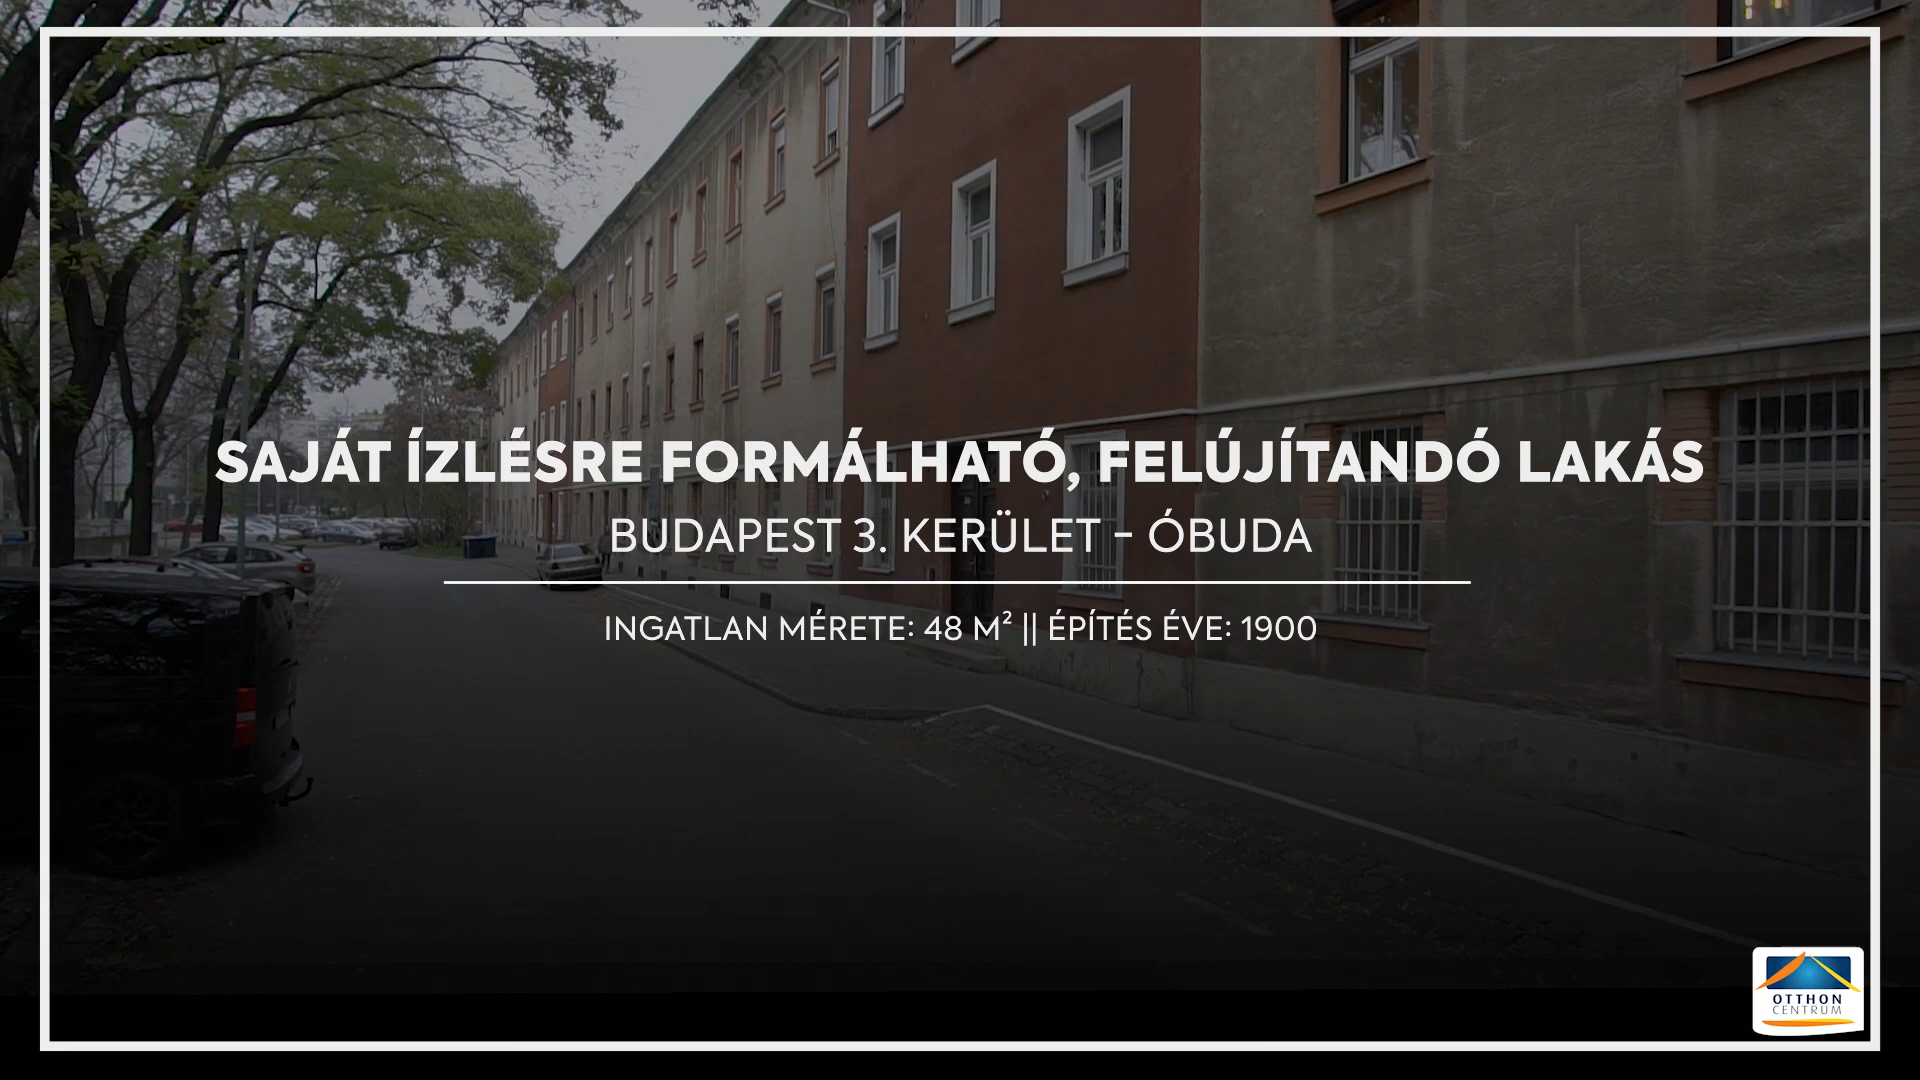 SAJÁT ÍZLÉSRE FORMÁLHATÓ, FELÚJÍTANDÓ LAKÁS
BUDAPEST 3. KERÜLET - ÓBUDA
INGATLAN MÉRETE: 48 M² || ÉPÍTÉS ÉVE: 1900
OTTHON
CENTRUM